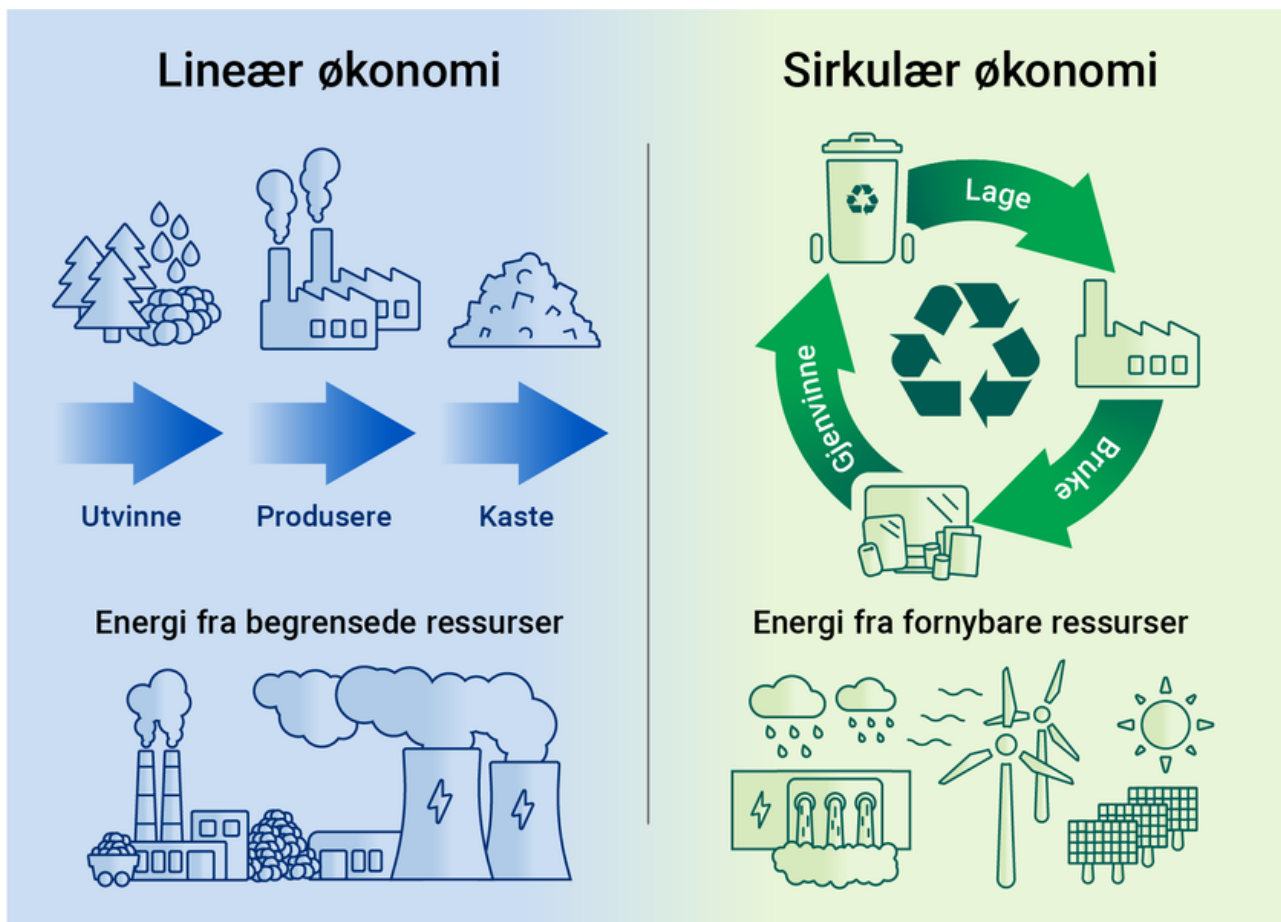 Lineær økonomi
Utvinne
Produsere
Kaste
Energi fra begrensede ressurser
Sirkulær økonomi
Lage
Bruke
Gjenvinne
Energi fra fornybare ressurser